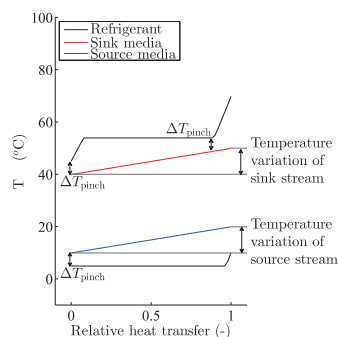 100
80
60
40
20
0
T (°C)
Refrigerant
Sink media
Source media
ΔTpinch
ΔTpinch
ΔTpinch
Temperature
variation of
sink stream
Temperature
variation of
source stream
0
0.5
1
Relative heat transfer (-)